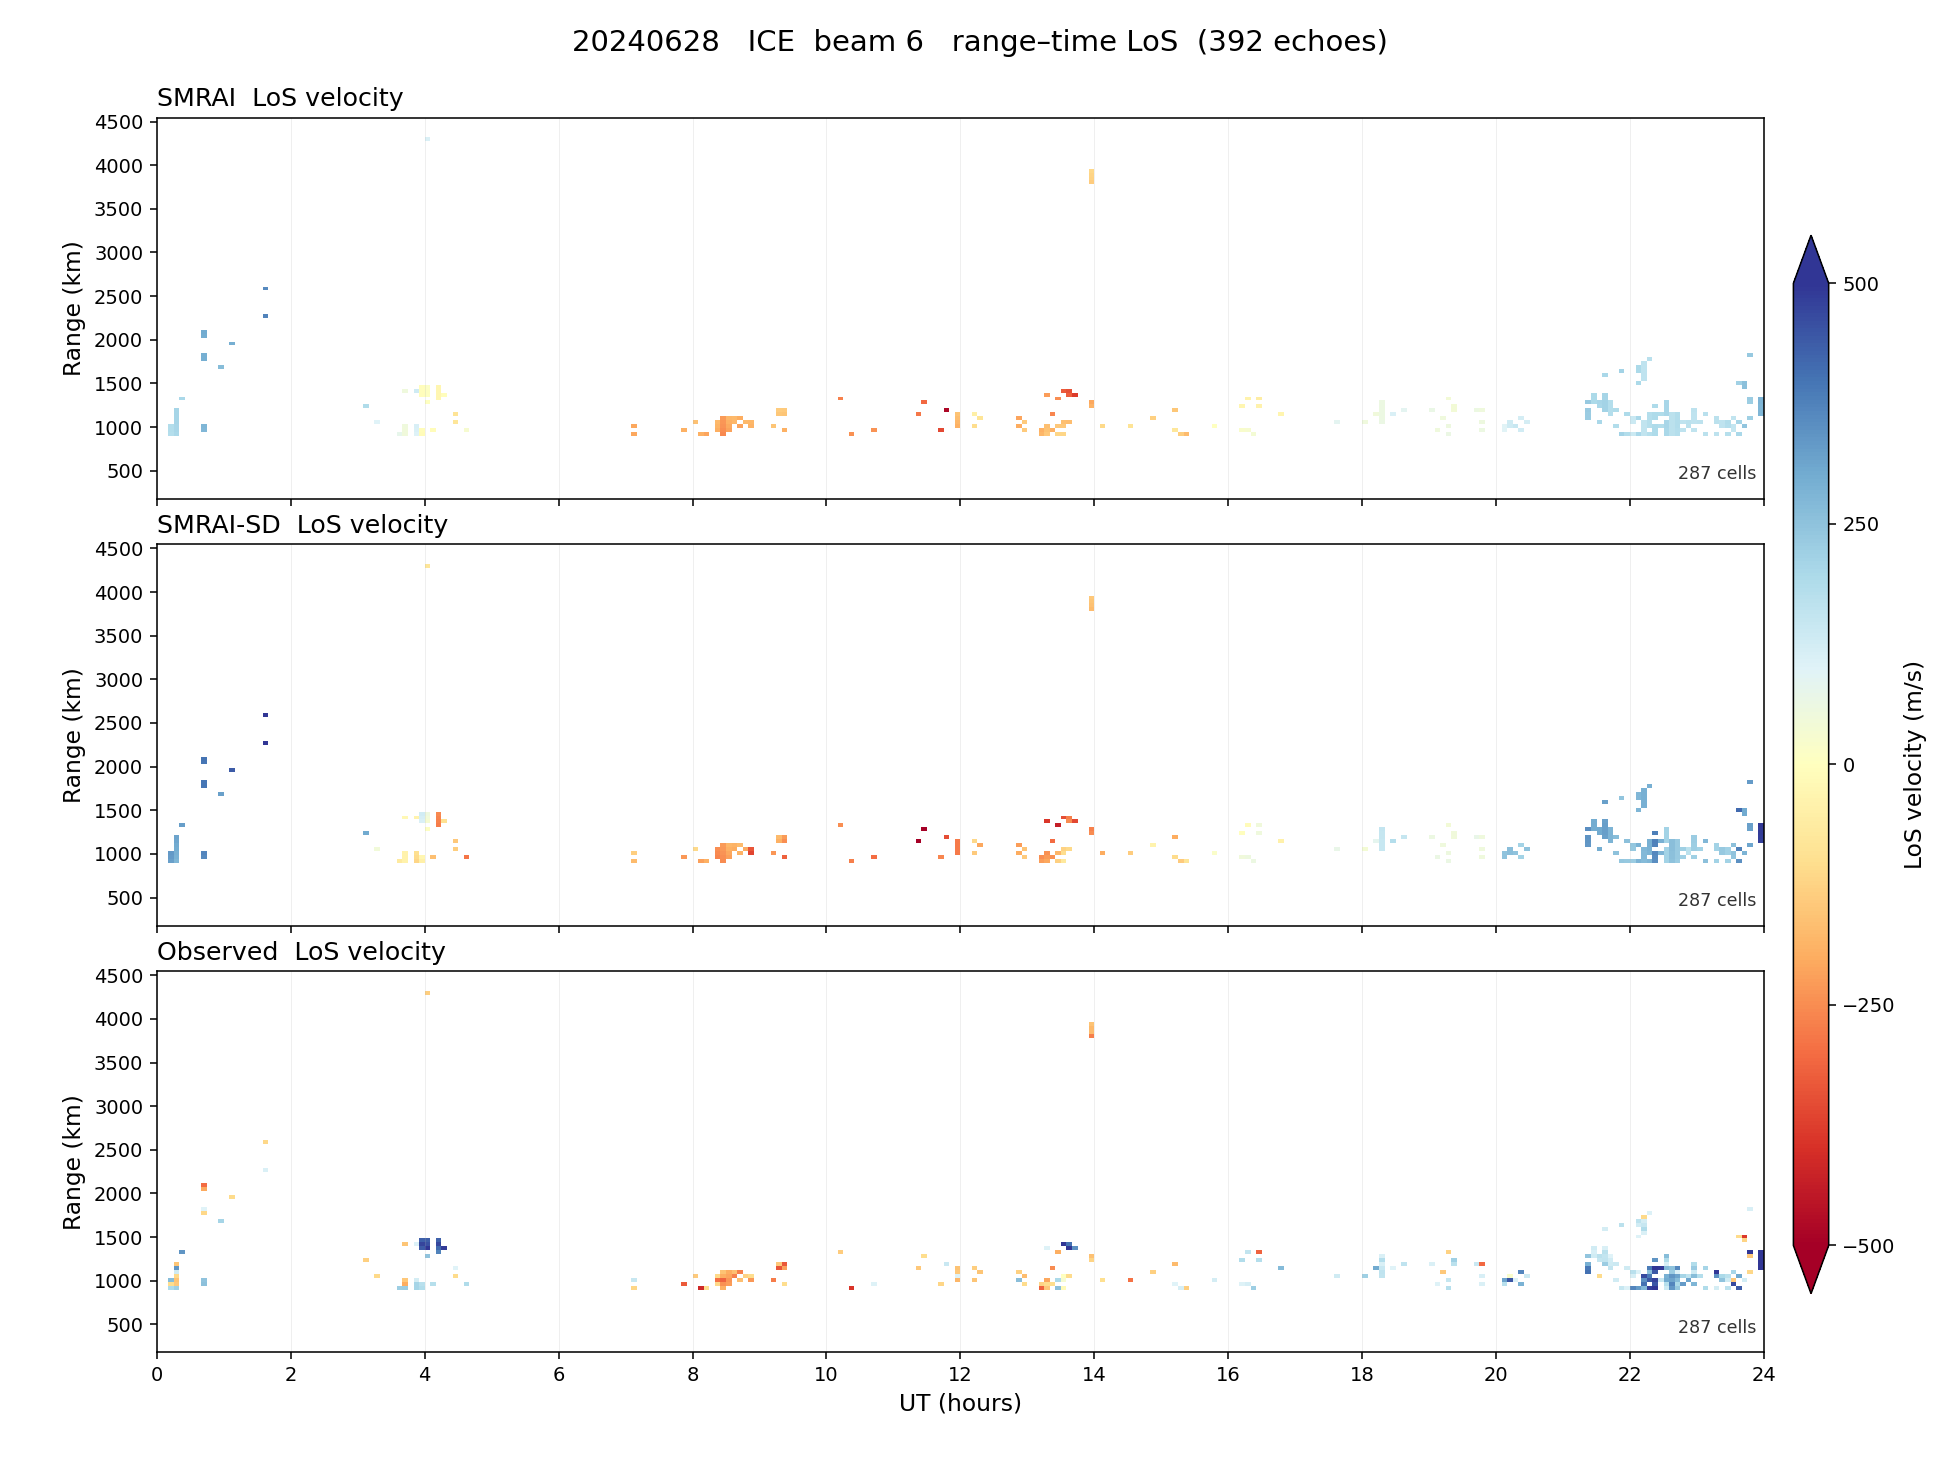 20240628   ICE  beam 6   range–time LoS  (392 echoes)
SMRAI  LoS velocity
4500
4000
3500
3000
2500
2000
1500
1000
500
Range (km)
287 cells
SMRAI-SD  LoS velocity
4500
4000
3500
3000
2500
2000
1500
1000
500
Range (km)
287 cells
Observed  LoS velocity
4500
4000
3500
3000
2500
2000
1500
1000
500
Range (km)
287 cells
0 2 4 6 8 10 12 14 16 18 20 22 24
UT (hours)
500
250
0
−250
−500
LoS velocity (m/s)